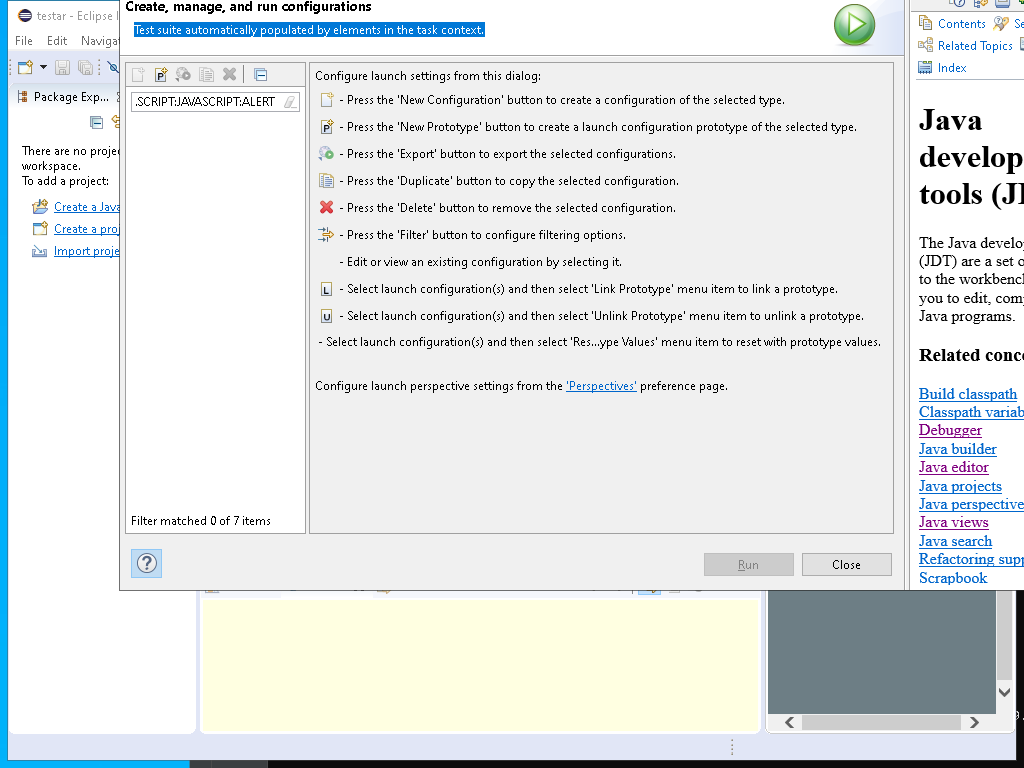 testar - Eclipse
File Edit Navigat
Package Exp...
There are no proje
workspace.
To add a project:
Create a Java
Create a proj
Import proje
Create, manage, and run configurations
Test suite automatically populated by elements in the task context.
.SCRIPT:JAVASCRIPT:ALERT
Filter matched 0 of 7 items
Configure launch settings from this dialog:
- Press the 'New Configuration' button to create a configuration of the selected type.
P - Press the 'New Prototype' button to create a launch configuration prototype of the selected type.
- Press the 'Export' button to export the selected configurations.
- Press the 'Duplicate' button to copy the selected configuration.
- Press the 'Delete' button to remove the selected configuration.
- Press the 'Filter' button to configure filtering options.
- Edit or view an existing configuration by selecting it.
L - Select launch configuration(s) and then select 'Link Prototype' menu item to link a prototype.
U - Select launch configuration(s) and then select 'Unlink Prototype' menu item to unlink a prototype.
- Select launch configuration(s) and then select 'Res...ype Values' menu item to reset with prototype values.
Configure launch perspective settings from the 'Perspectives' preference page.
?
Run Close
Contents Se
Related Topics
Index
Java
develop
tools (J
The Java develo
(JDT) are a set o
to the workbenc
you to edit, com
Java programs.
Related conc
Build classpath
Classpath variab
Debugger
Java builder
Java editor
Java projects
Java perspective
Java views
Java search
Refactoring supp
Scrapbook